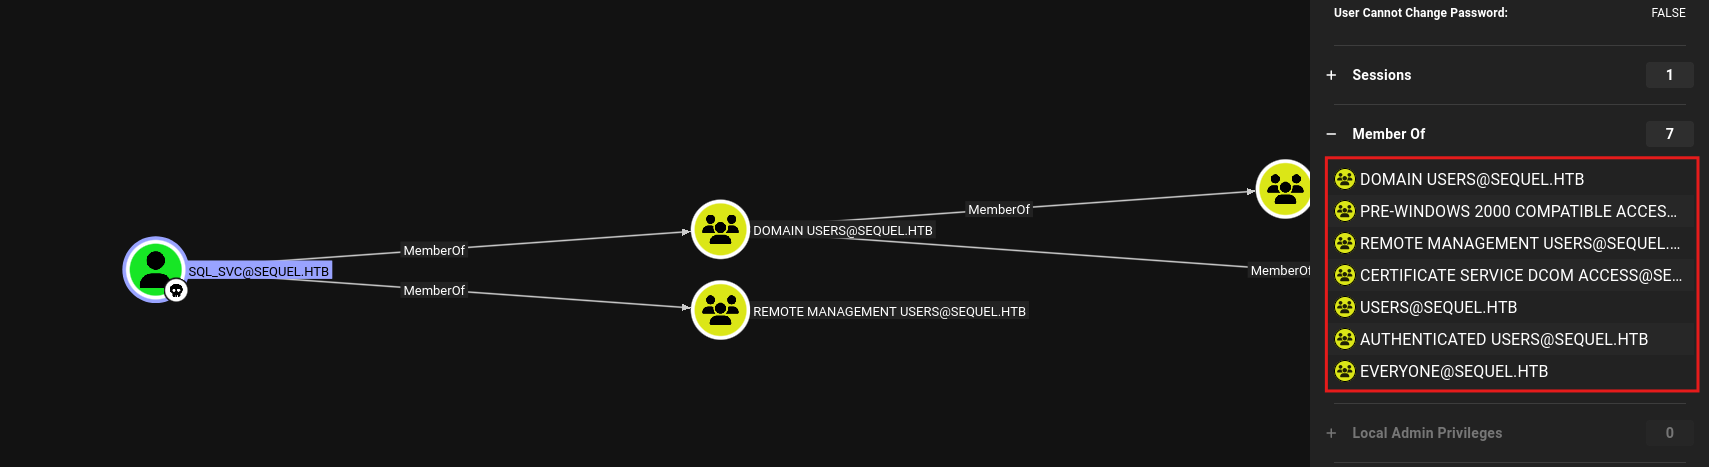 User Cannot Change Password: FALSE
+ Sessions 1
− Member Of 7
DOMAIN USERS@SEQUEL.HTB
PRE-WINDOWS 2000 COMPATIBLE ACCES...
REMOTE MANAGEMENT USERS@SEQUEL....
CERTIFICATE SERVICE DCOM ACCESS@SE...
USERS@SEQUEL.HTB
AUTHENTICATED USERS@SEQUEL.HTB
EVERYONE@SEQUEL.HTB
+ Local Admin Privileges 0
MemberOf
DOMAIN USERS@SEQUEL.HTB
MemberOf
SQL_SVC@SEQUEL.HTB
MemberOf
MemberOf
REMOTE MANAGEMENT USERS@SEQUEL.HTB